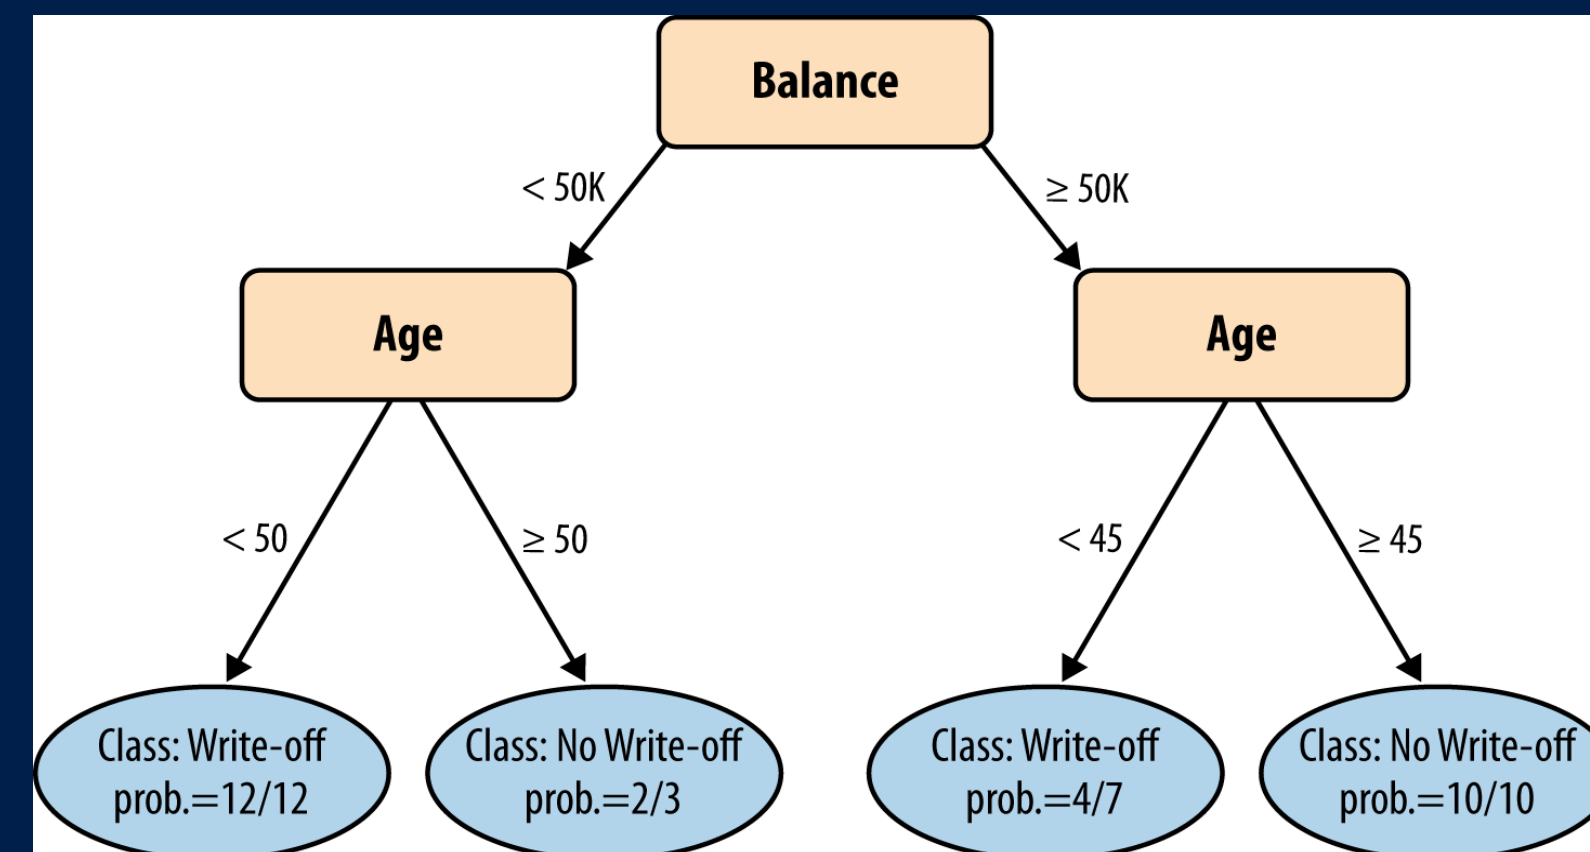 Balance
< 50K
≥ 50K
Age
Age
< 50
≥ 50
< 45
≥ 45
Class: Write-off
prob.=12/12
Class: No Write-off
prob.=2/3
Class: Write-off
prob.=4/7
Class: No Write-off
prob.=10/10